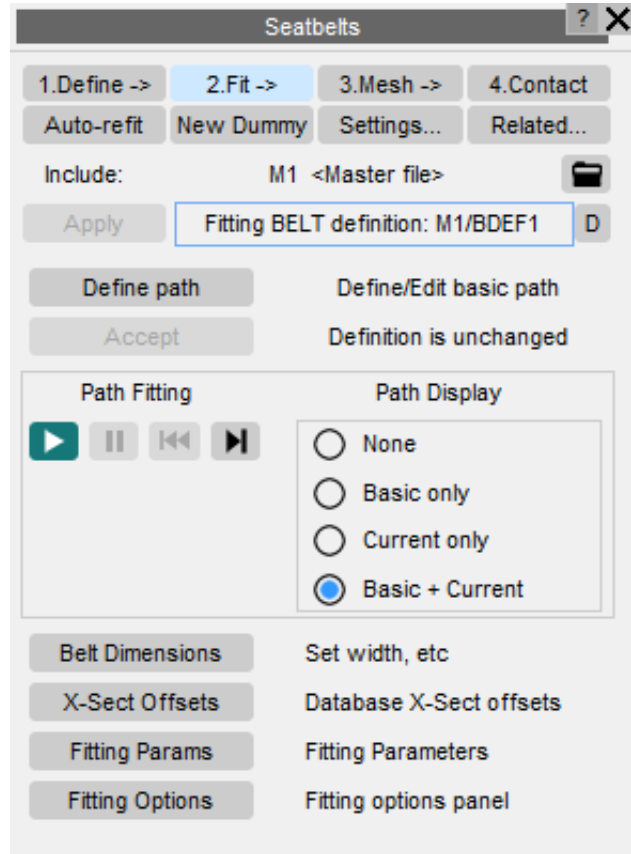 Seatbelts ?
1.Define -> 2.Fit -> 3.Mesh -> 4.Contact
Auto-refit New Dummy Settings... Related...
Include: M1 <Master file>
Apply Fitting BELT definition: M1/BDEF1 D
Define path Define/Edit basic path
Accept Definition is unchanged
Path Fitting Path Display
None
Basic only
Current only
Basic + Current
Belt Dimensions Set width, etc
X-Sect Offsets Database X-Sect offsets
Fitting Params Fitting Parameters
Fitting Options Fitting options panel